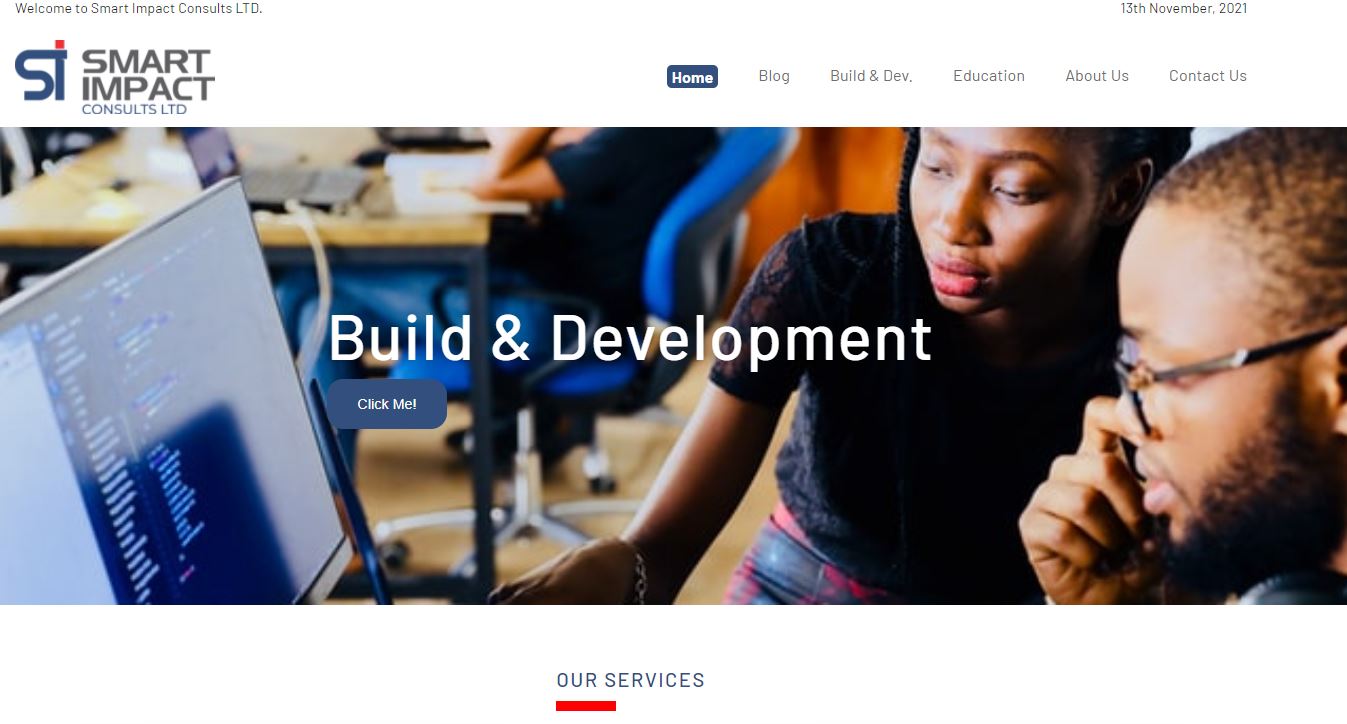 Welcome to Smart Impact Consults LTD.
13th November, 2021
SI SMART
IMPACT
CONSULTS LTD
Home
Blog
Build & Dev.
Education
About Us
Contact Us
Build & Development
Click Me!
OUR SERVICES